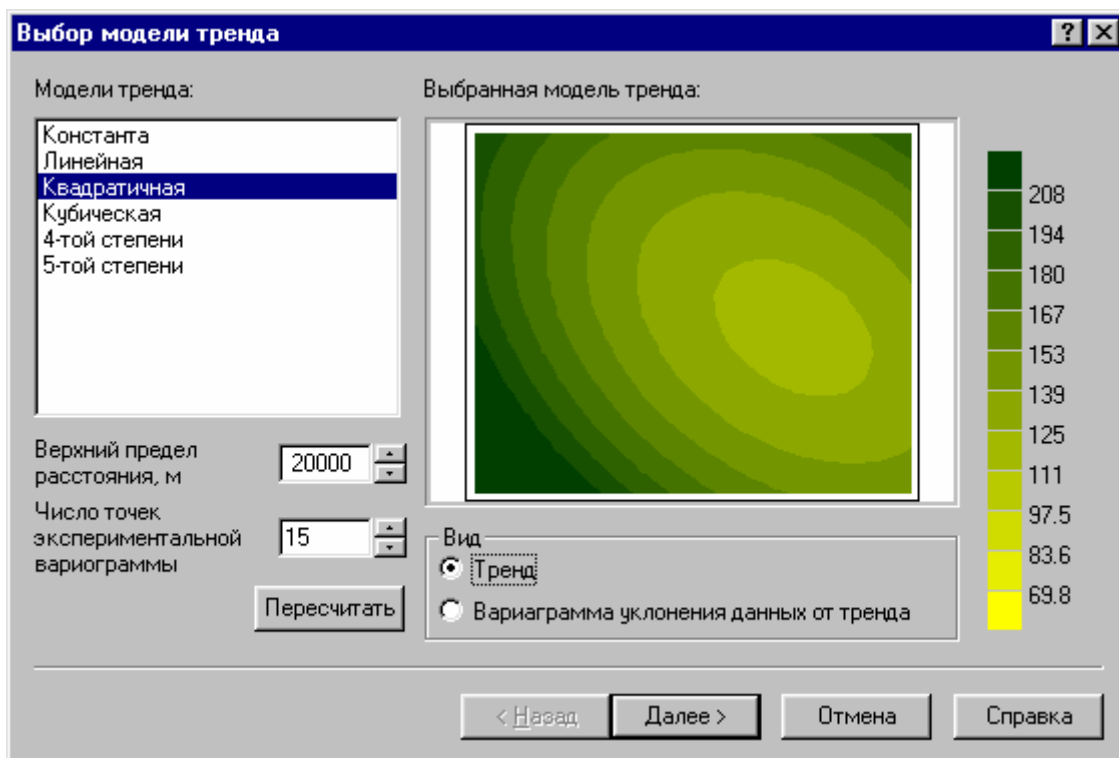 Выбор модели тренда
Модели тренда:
Константа
Линейная
Квадратичная
Кубическая
4-той степени
5-той степени
Верхний предел
расстояния, м
20000
Число точек
экспериментальной
вариограммы
15
Пересчитать
Выбранная модель тренда:
Вид
Тренд
Вариаграмма уклонения данных от тренда
208
194
180
167
153
139
125
111
97.5
83.6
69.8
< Назад
Далее >
Отмена
Справка